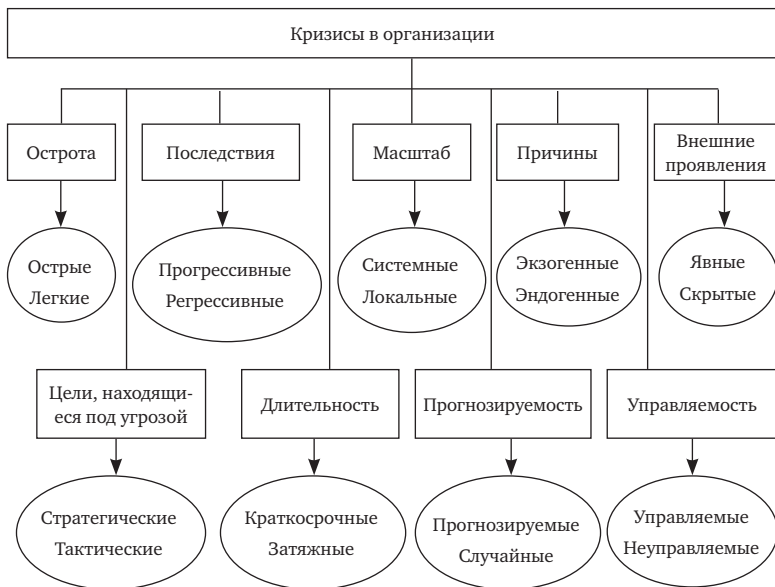 Кризисы в организации
Острота
Последствия
Масштаб
Причины
Внешние
проявления
Острые
Легкие
Прогрессивные
Регрессивные
Системные
Локальные
Экзогенные
Эндогенные
Явные
Скрытые
Цели, находящи-
еся под угрозой
Длительность
Прогнозируемость
Управляемость
Стратегические
Тактические
Краткосрочные
Затяжные
Прогнозируемые
Случайные
Управляемые
Неуправляемые